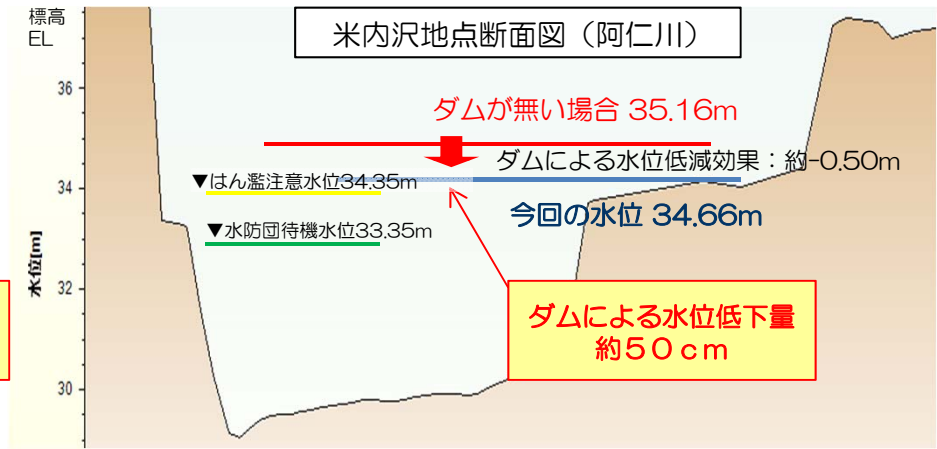 標高
EL
米内沢地点断面図（阿仁川）
36
ダムが無い場合 35.16m
ダムによる水位低減効果：約-0.50m
▼はん濫注意水位34.35m
34
今回の水位 34.66m
▼水防団待機水位33.35m
水位[m]
32
ダムによる水位低下量
約５０ｃｍ
30